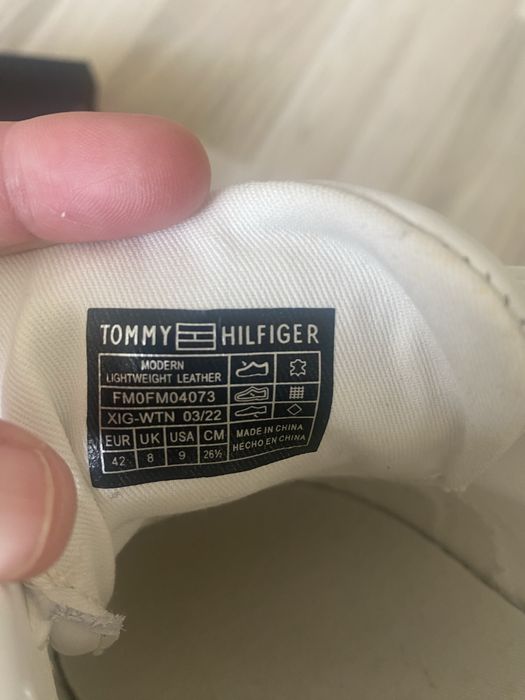 TOMMY HILFIGER
MODERN
LIGHTWEIGHT LEATHER
FM0FM04073
XIG-WTN 03/22
EUR UK USA CM
42 8 9 26½
MADE IN CHINA
HECHO EN CHINA